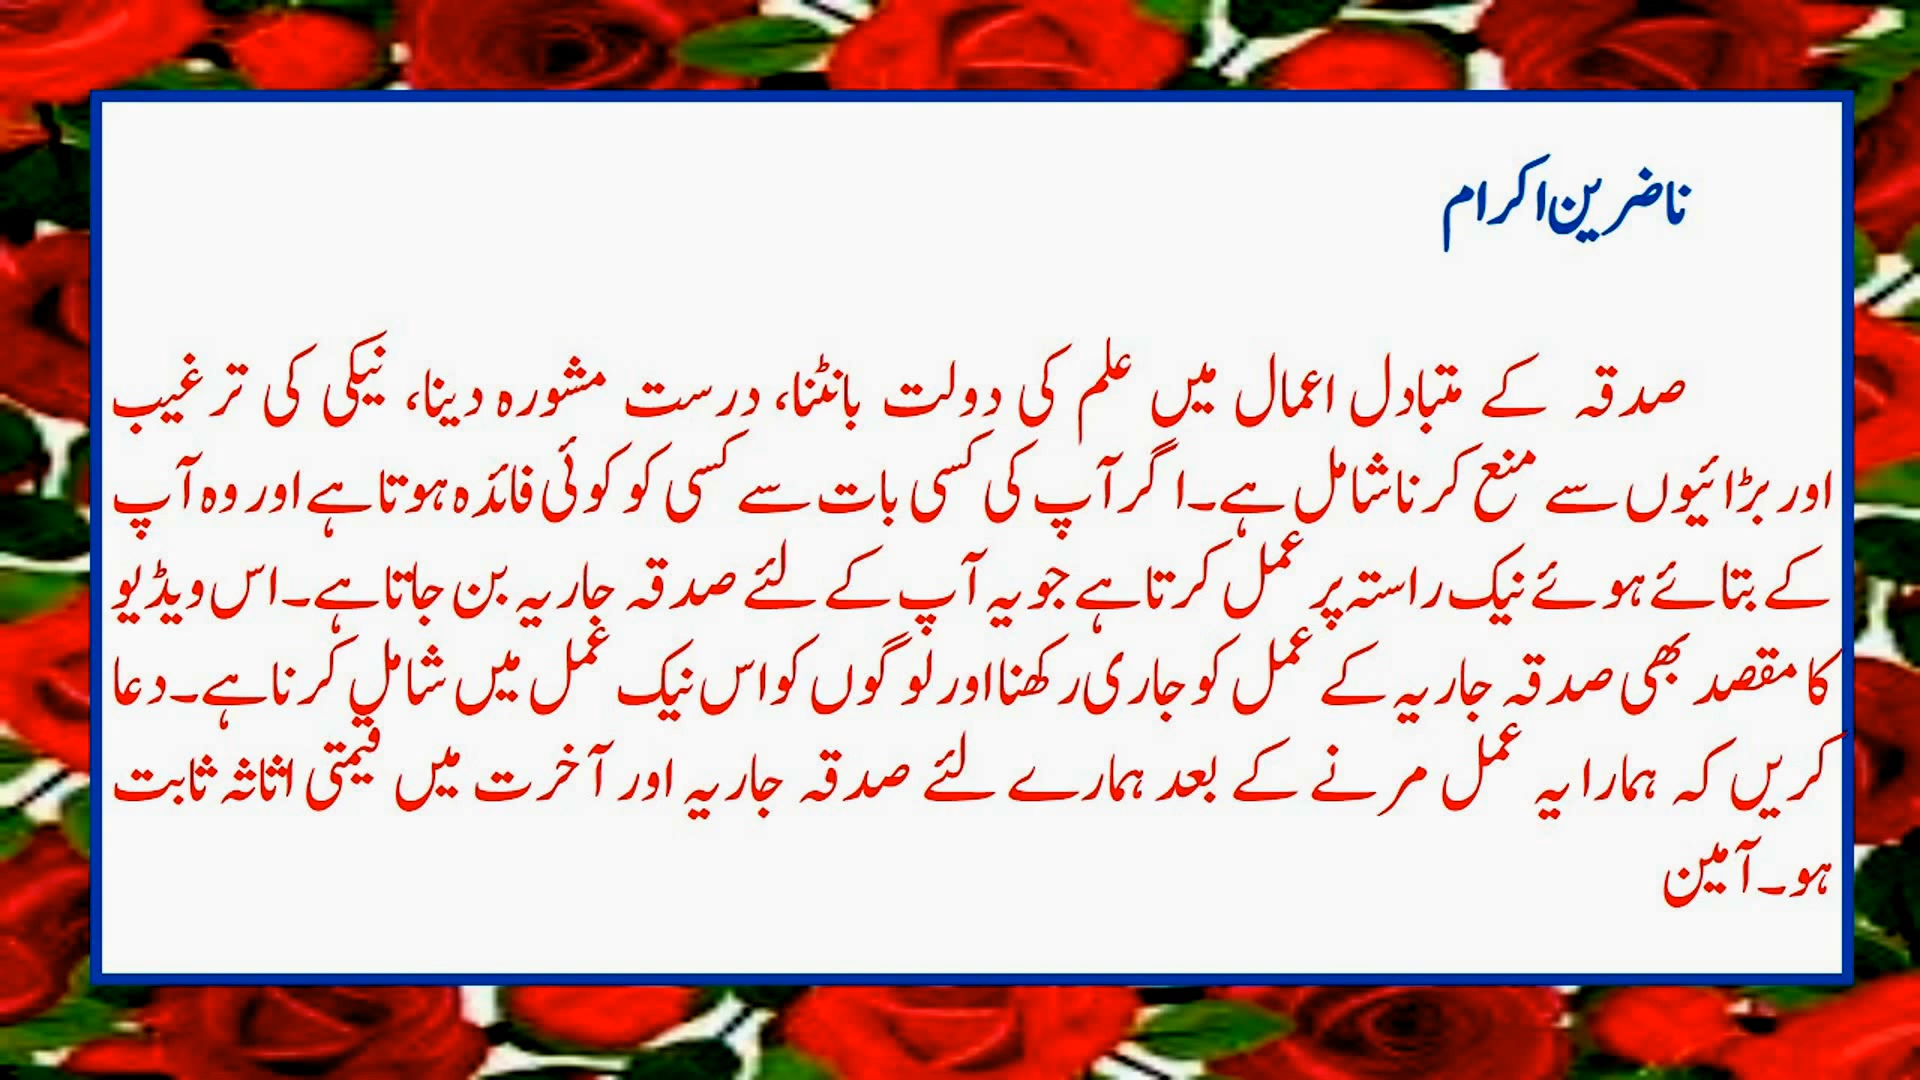 ناضرین اکرام
صدقہ کے متبادل اعمال میں علم کی دولت بانٹنا، درست مشورہ دینا، نیکی کی ترغیب
اور بڑائیوں سے منع کرنا شامل ہے۔ اگر آپ کی کسی بات سے کسی کو کوئی فائدہ ہوتا ہے اور وہ آپ
کے بتائے ہوئے نیک راستہ پر عمل کرتا ہے جو یہ آپ کے لئے صدقہ جاریہ بن جاتا ہے۔ اس ویڈیو
کا مقصد بھی صدقہ جاریہ کے عمل کو جاری رکھنا اور لوگوں کو اس نیک عمل میں شامل کرنا ہے۔ دعا
کریں کہ ہمارا یہ عمل مرنے کے بعد ہمارے لئے صدقہ جاریہ اور آخرت میں قیمتی اثاثہ ثابت
ہو۔ آمین